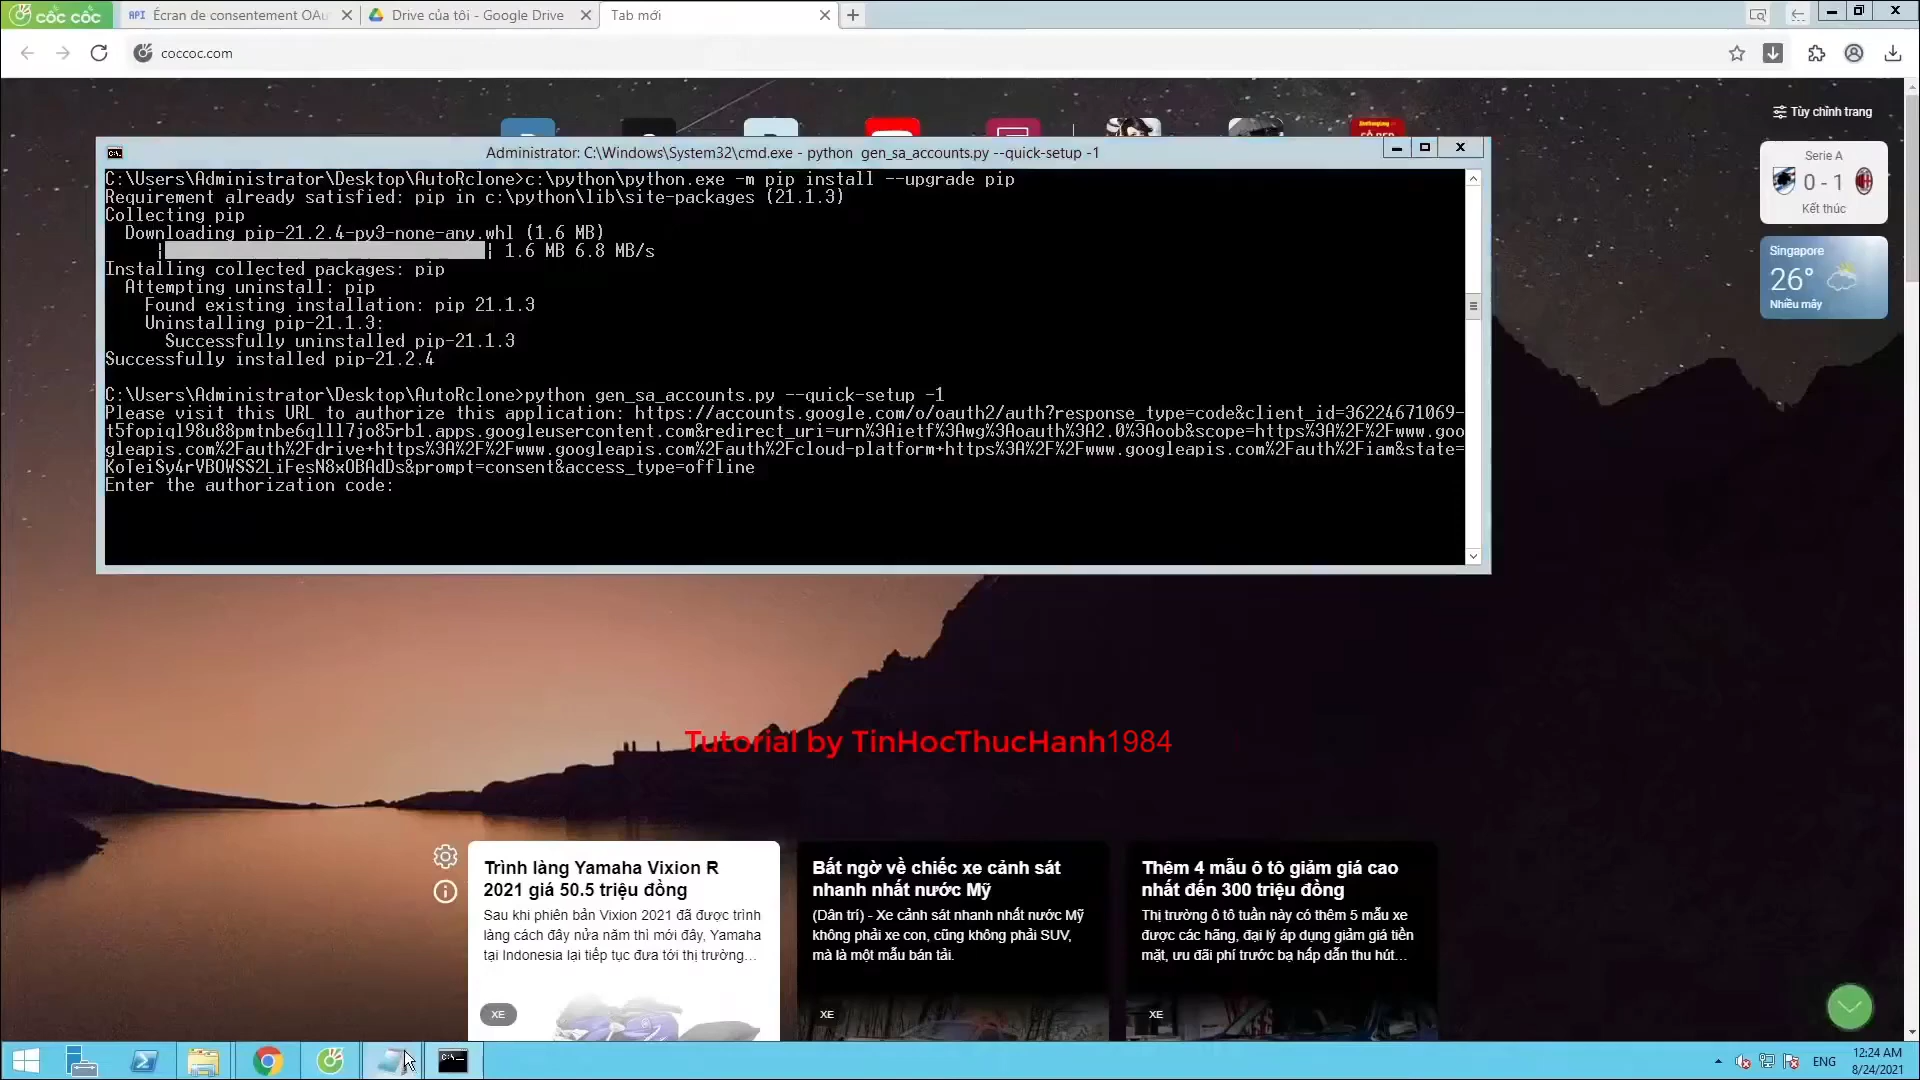 cốc cốc
API Écran de consentement OAu
Drive của tôi - Google Drive
Tab mới
coccoc.com
Tùy chỉnh trang
Serie A
0 - 1
Kết thúc
Singapore
26°
Nhiều mây
Administrator: C:\Windows\System32\cmd.exe - python gen_sa_accounts.py --quick-setup -1
C:\Users\Administrator\Desktop\AutoRclone>c:\python\python.exe -m pip install --upgrade pip
Requirement already satisfied: pip in c:\python\lib\site-packages (21.1.3)
Collecting pip
Downloading pip-21.2.4-py3-none-any.whl (1.6 MB)
| | 1.6 MB 6.8 MB/s
Installing collected packages: pip
Attempting uninstall: pip
Found existing installation: pip 21.1.3
Uninstalling pip-21.1.3:
Successfully uninstalled pip-21.1.3
Successfully installed pip-21.2.4
C:\Users\Administrator\Desktop\AutoRclone>python gen_sa_accounts.py --quick-setup -1
Please visit this URL to authorize this application: https://accounts.google.com/o/oauth2/auth?response_type=code&client_id=36224671069-
t5fopiql98u88pmtnbe6qlll7jo85rb1.apps.googleusercontent.com&redirect_uri=urn%3Aietf%3Awg%3Aoauth%3A2.0%3Aoob&scope=https%3A%2F%2Fwww.goo
gleapis.com%2Fauth%2Fdrive+https%3A%2F%2Fwww.googleapis.com%2Fauth%2Fcloud-platform+https%3A%2F%2Fwww.googleapis.com%2Fauth%2Fiam&state=
KoTeiSy4rVBOWSS2LiFesN8xOBAdDs&prompt=consent&access_type=offline
Enter the authorization code:
Tutorial by TinHocThucHanh1984
Trình làng Yamaha Vixion R
2021 giá 50.5 triệu đồng
Sau khi phiên bản Vixion 2021 đã được trình
làng cách đây nửa năm thì mới đây, Yamaha
tại Indonesia lại tiếp tục đưa tới thị trường...
XE
Bất ngờ về chiếc xe cảnh sát
nhanh nhất nước Mỹ
(Dân trí) - Xe cảnh sát nhanh nhất nước Mỹ
không phải xe con, cũng không phải SUV,
mà là một mẫu bán tải.
XE
Thêm 4 mẫu ô tô giảm giá cao
nhất đến 300 triệu đồng
Thị trường ô tô tuần này có thêm 5 mẫu xe
được các hãng, đại lý áp dụng giảm giá tiền
mặt, ưu đãi phí trước bạ hấp dẫn thu hút...
XE
ENG
12:24 AM
8/24/2021